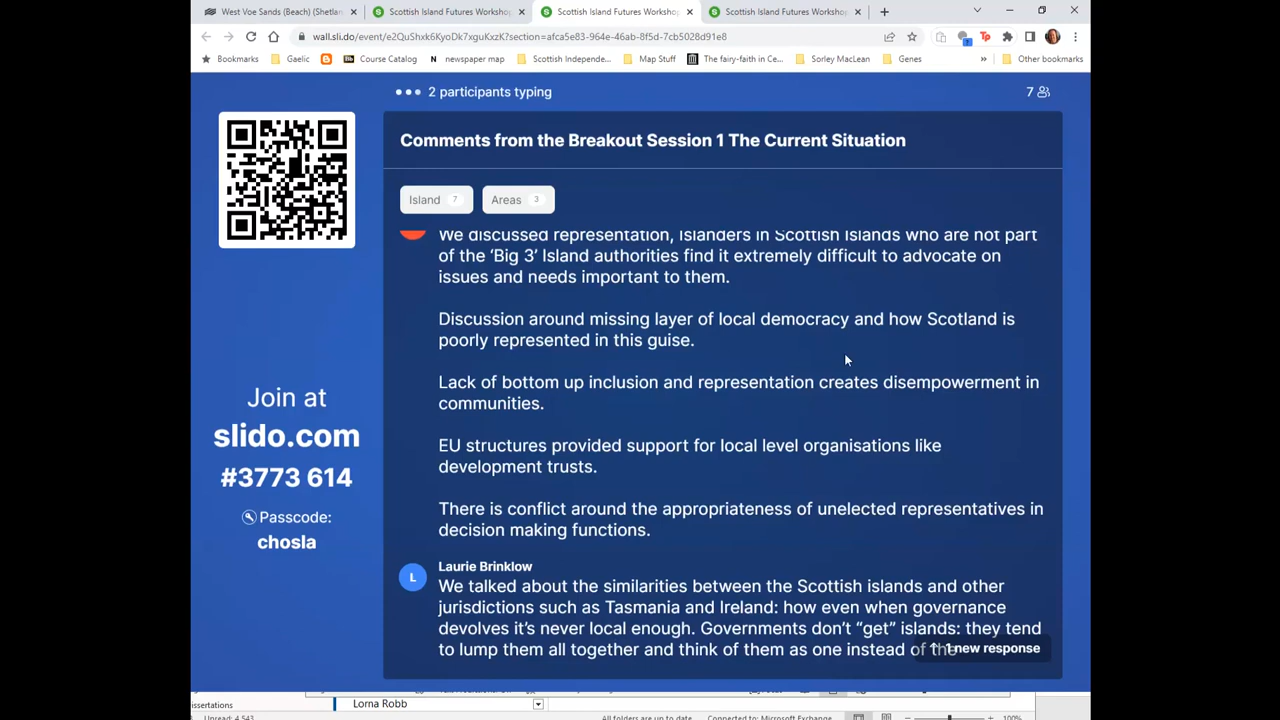 West Voe Sands (Beach) (Shetlan
Scottish Island Futures Workshop
Scottish Island Futures Workshop
Scottish Island Futures Workshop
wall.sli.do/event/e2QuShxk6KyoDk7xguKxzK?section=afca5e83-964e-46ab-8f5d-7cb5028d91e8
Bookmarks Gaelic Blog Course Catalog newspaper map Scottish Independe... Map Stuff The fairy-faith in Ce... Sorley MacLean Genes » Other bookmarks
2 participants typing
7
Comments from the Breakout Session 1 The Current Situation
Island 7 Areas 3
We discussed representation, Islanders in Scottish Islands who are not part
of the ‘Big 3’ Island authorities find it extremely difficult to advocate on
issues and needs important to them.
Discussion around missing layer of local democracy and how Scotland is
poorly represented in this guise.
Lack of bottom up inclusion and representation creates disempowerment in
communities.
EU structures provided support for local level organisations like
development trusts.
There is conflict around the appropriateness of unelected representatives in
decision making functions.
L
Laurie Brinklow
We talked about the similarities between the Scottish islands and other
jurisdictions such as Tasmania and Ireland: how even when governance
devolves it’s never local enough. Governments don’t “get” islands: they tend
to lump them all together and think of them as one instead of the
↑ 1 new response
Join at
slido.com
#3773 614
Passcode:
chosla
issertations
Lorna Robb
Unread: 4,543
All folders are up to date. Connected to: Microsoft Exchange
100%